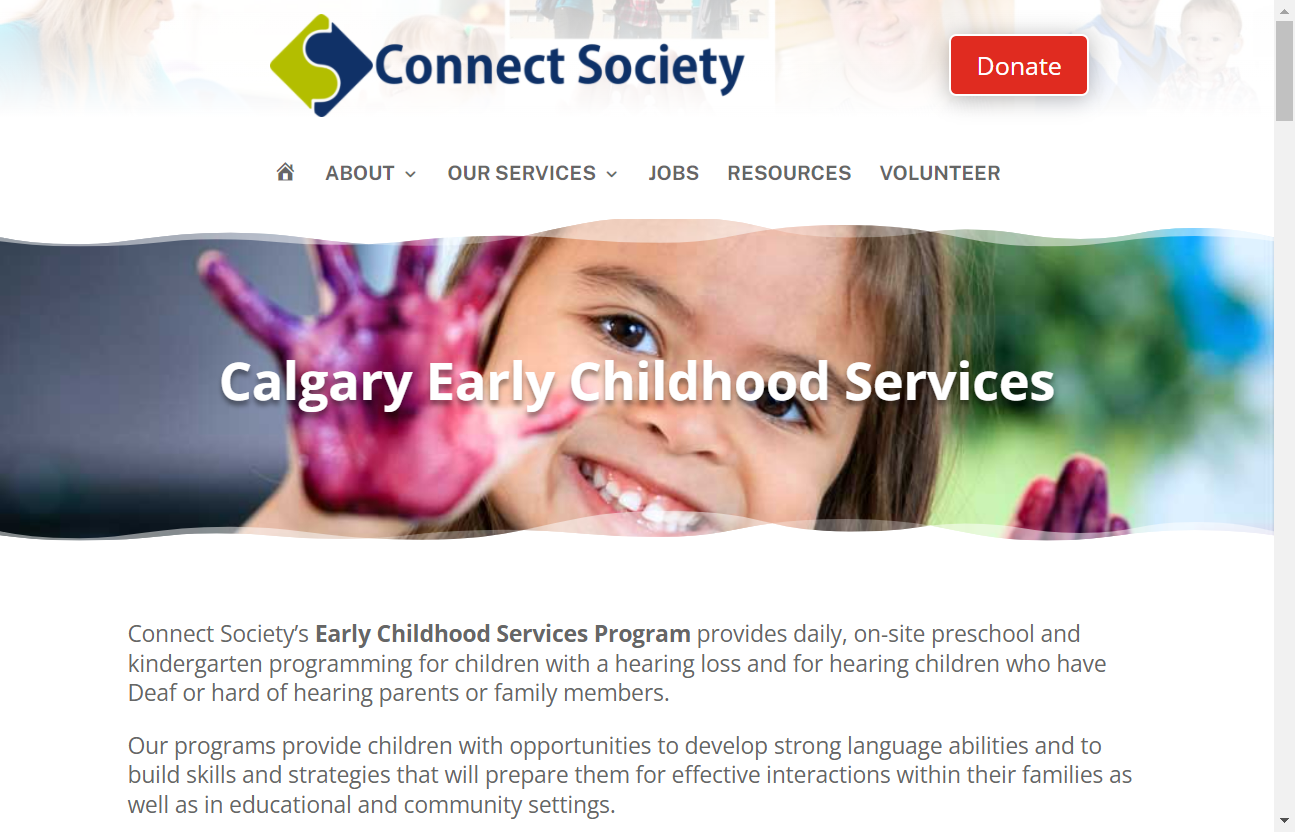 Connect Society
Donate
ABOUT
OUR SERVICES
JOBS
RESOURCES
VOLUNTEER
Calgary Early Childhood Services
Connect Society’s Early Childhood Services Program provides daily, on-site preschool and
kindergarten programming for children with a hearing loss and for hearing children who have
Deaf or hard of hearing parents or family members.
Our programs provide children with opportunities to develop strong language abilities and to
build skills and strategies that will prepare them for effective interactions within their families as
well as in educational and community settings.